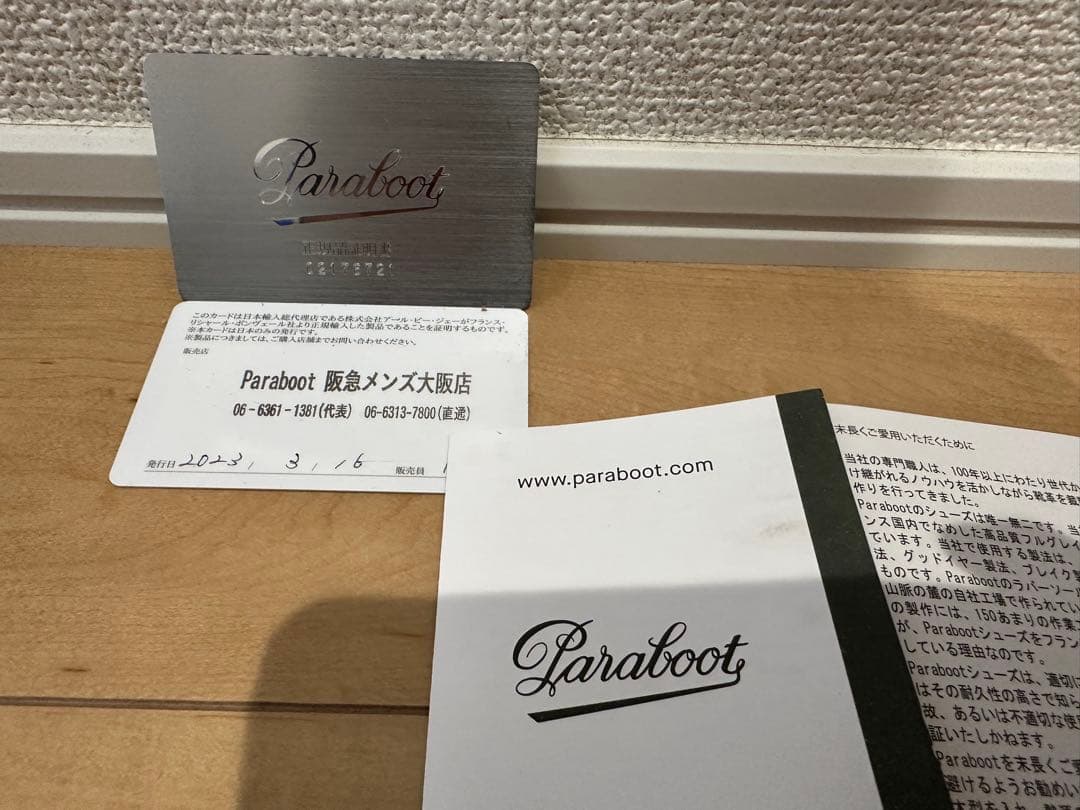 Paraboot
正規品証明書
02176721
このカードは日本輸入総代理店である株式会社アール・ピー・ジェーがフランス・
リシャール・ポンヴェール社より正規輸入した製品であることを証明するものです。
※本カードは日本のみの発行です。
※製品につきましては、ご購入店舗までお問い合わせください。
販売店
Paraboot 阪急メンズ大阪店
06-6361-1381(代表) 06-6313-7800(直通)
発行日 2023, 3, 16 販売員
www.paraboot.com
Paraboot
末長くご愛用いただくために
当社の専門職人は、100年以上にわたり世代か
け継がれるノウハウを活かしながら靴革を
作りを行ってきました。
Parabootのシューズは唯一無二です。当
ンス国内でなめした高品質フルグレイ
ています。当社で使用する製法は、
法、グッドイヤー製法、ブレイク製
ものです。Parabootのラバーソール
山脈の麓の自社工場で作られてい
の製作には、150あまりの作業工
が、Parabootシューズをフラン
している理由なのです。
Parabootシューズは、適切に
はその耐久性の高さで知ら
故、あるいは不適切な使用
証いたしかねます。
Parabootを末長くご愛
避けるようお勧めい